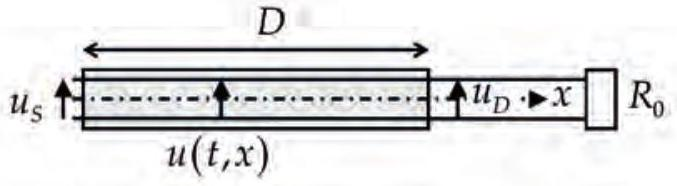 D
u_S u_D x R_0
u(t,x)